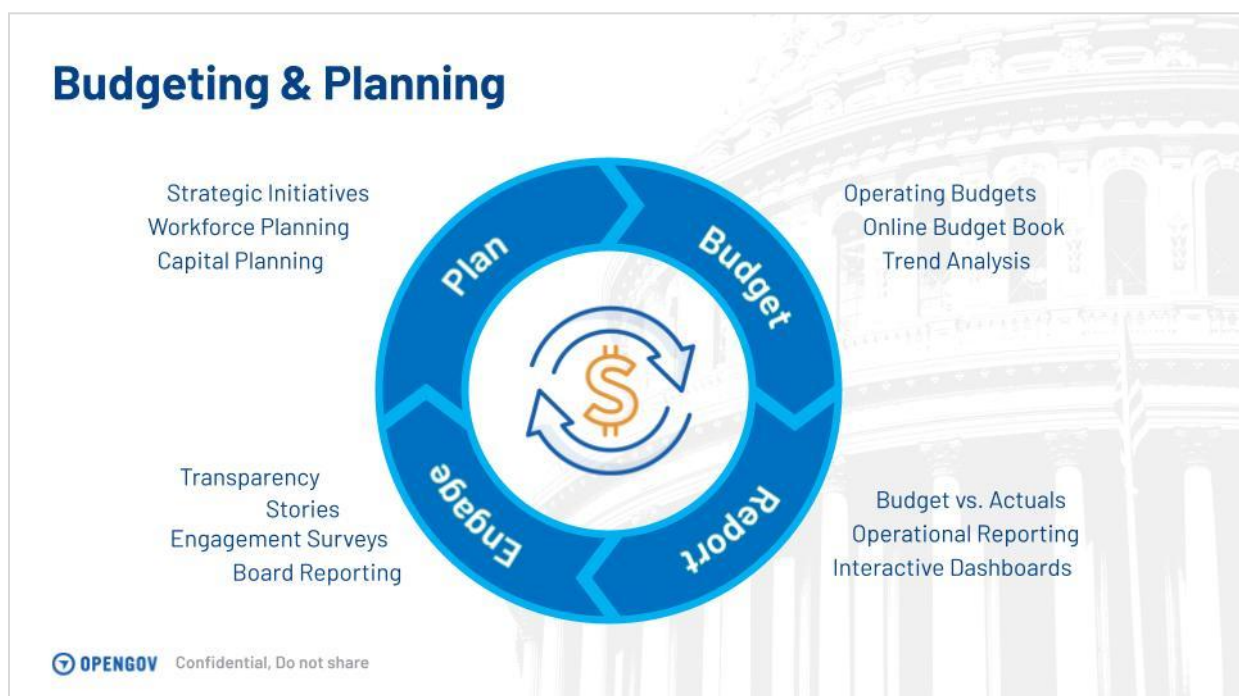 Budgeting & Planning
Strategic Initiatives
Workforce Planning
Capital Planning
Plan
Budget
Operating Budgets
Online Budget Book
Trend Analysis
$
Transparency
Stories
Engagement Surveys
Board Reporting
Engage
Report
Budget vs. Actuals
Operational Reporting
Interactive Dashboards
OPENGOV
Confidential, Do not share